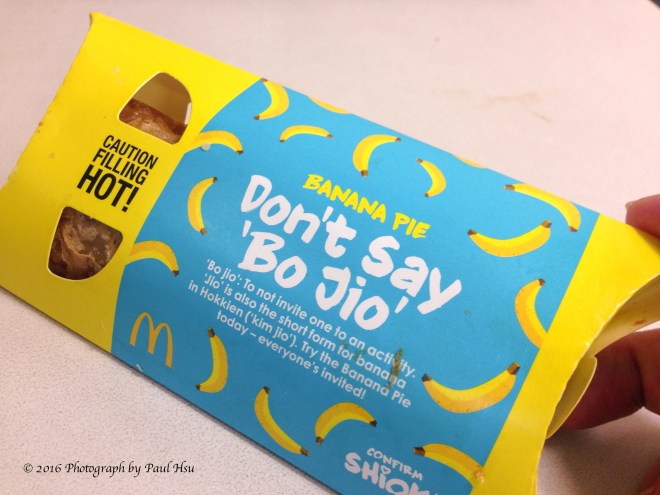 CAUTION
FILLING
HOT!
BANANA PIE
Don't Say
'Bo Jio'
'Bo Jio': To not invite one to an activity.
'Jio' is also the short form for banana
in Hokkien ('kim jio'). Try the Banana Pie
today – everyone's invited!
CONFIRM
SHIOK
© 2016 Photograph by Paul Hsu